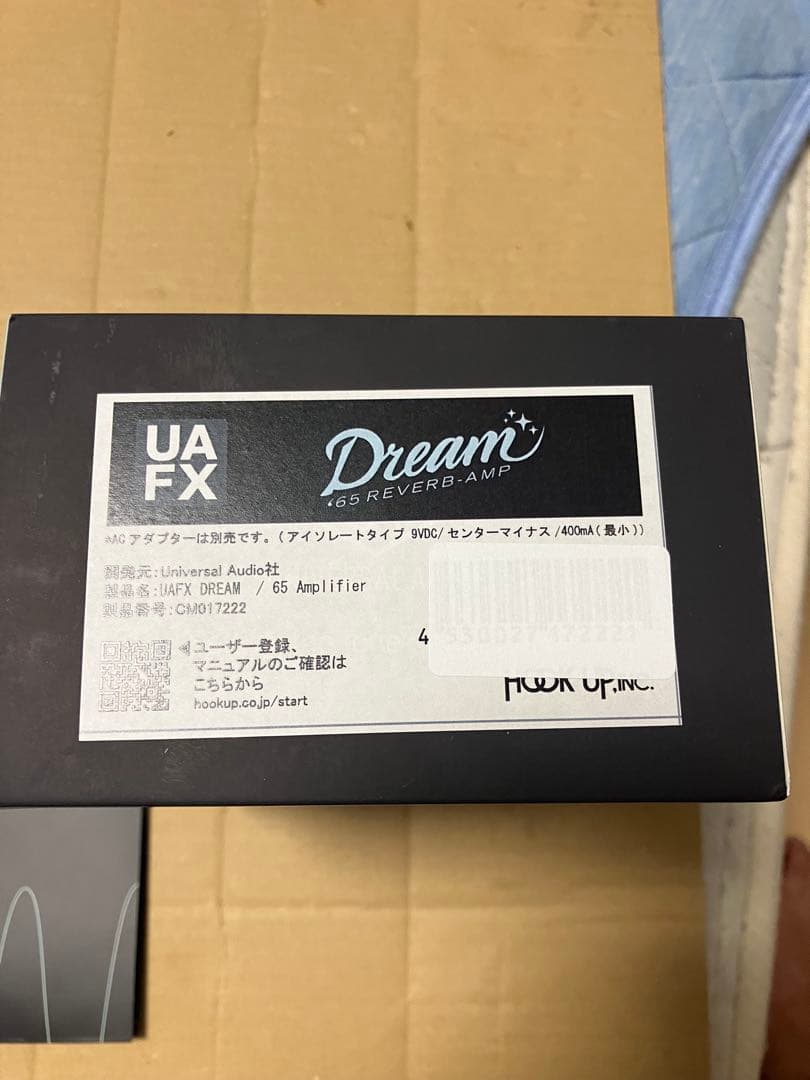 UA
FX
Dream
'65 REVERB-AMP
*ACアダプターは別売です。(アイソレートタイプ 9VDC/センターマイナス/400mA(最小))
開発元:Universal Audio社
製品名:UAFX DREAM / 65 Amplifier
製品番号:CM017222
4
ユーザー登録、
マニュアルのご確認は
こちらから
hookup.co.jp/start
HOOK UP,INC.